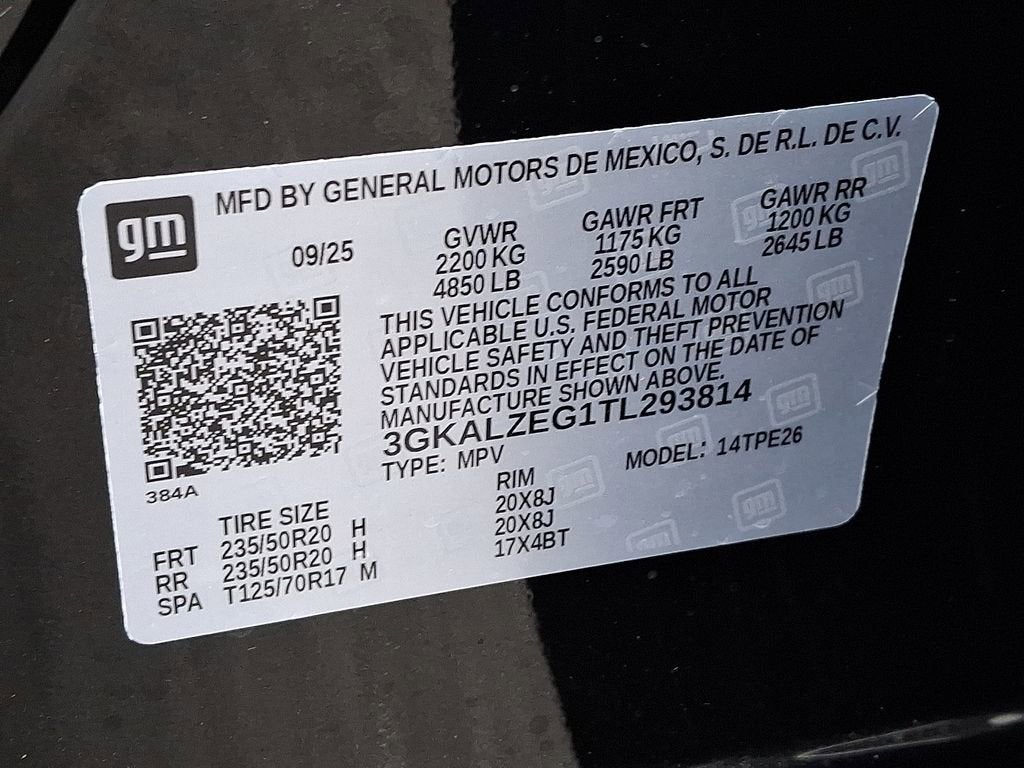 gm
MFD BY GENERAL MOTORS DE MEXICO, S. DE R.L. DE C.V.
09/25
GVWR
2200 KG
4850 LB
GAWR FRT
1175 KG
2590 LB
GAWR RR
1200 KG
2645 LB
THIS VEHICLE CONFORMS TO ALL
APPLICABLE U.S. FEDERAL MOTOR
VEHICLE SAFETY AND THEFT PREVENTION
STANDARDS IN EFFECT ON THE DATE OF
MANUFACTURE SHOWN ABOVE.
3GKALZEG1TL293814
TYPE: MPV
MODEL: 14TPE26
384A
TIRE SIZE RIM
FRT 235/50R20 H 20X8J
RR 235/50R20 H 20X8J
SPA T125/70R17 M 17X4BT